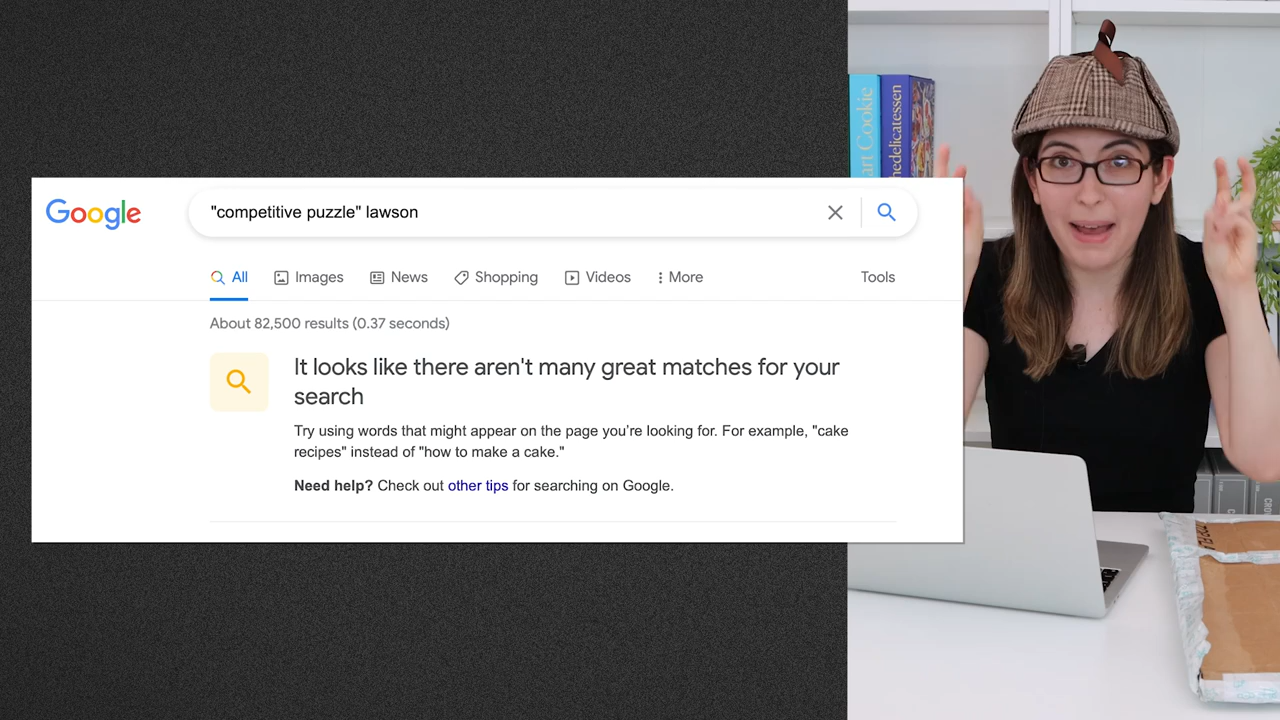 Google
"competitive puzzle" lawson
All Images News Shopping Videos More Tools
About 82,500 results (0.37 seconds)
It looks like there aren't many great matches for your
search
Try using words that might appear on the page you're looking for. For example, "cake
recipes" instead of "how to make a cake."
Need help? Check out other tips for searching on Google.
art Cookie
nedelicatessen